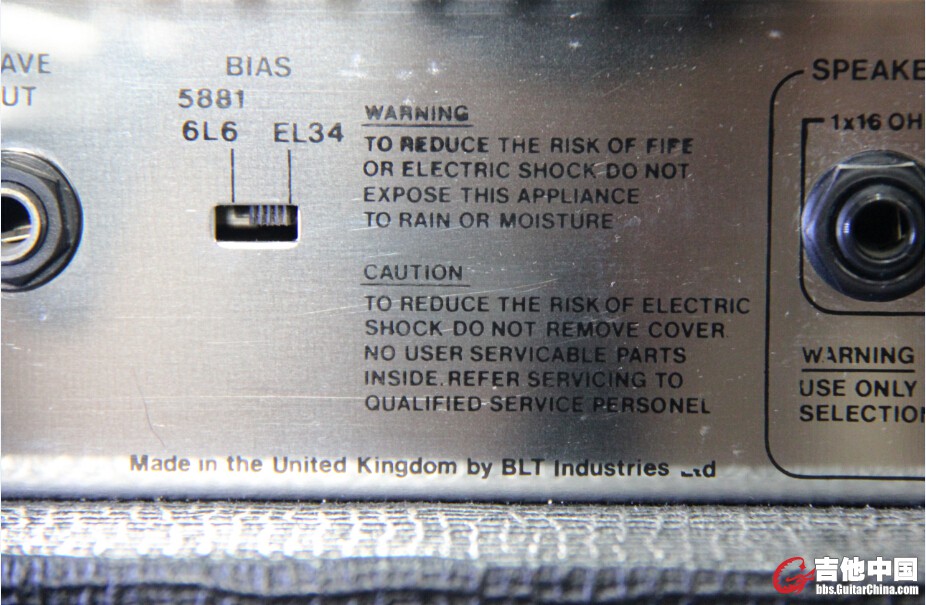 AVE
UT
BIAS
5881
6L6 EL34
WARNING
TO REDUCE THE RISK OF FIRE
OR ELECTRIC SHOCK DO NOT
EXPOSE THIS APPLIANCE
TO RAIN OR MOISTURE
CAUTION
TO REDUCE THE RISK OF ELECTRIC
SHOCK DO NOT REMOVE COVER
NO USER SERVICABLE PARTS
INSIDE. REFER SERVICING TO
QUALIFIED SERVICE PERSONEL
Made in the United Kingdom by BLT Industries Ltd
SPEAKE
1x16 OH
WARNING
USE ONLY
SELECTION
吉他中国
bbs.GuitarChina.com